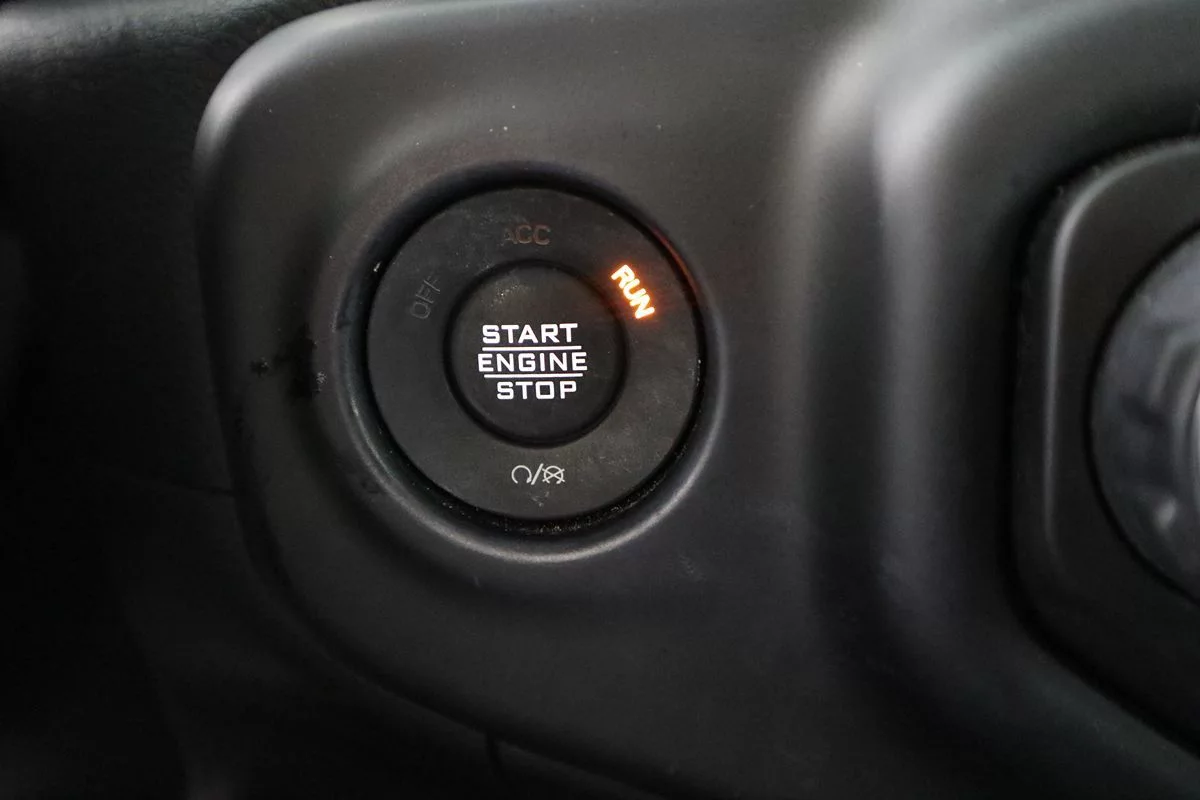 ACC
OFF
RUN
START
ENGINE
STOP